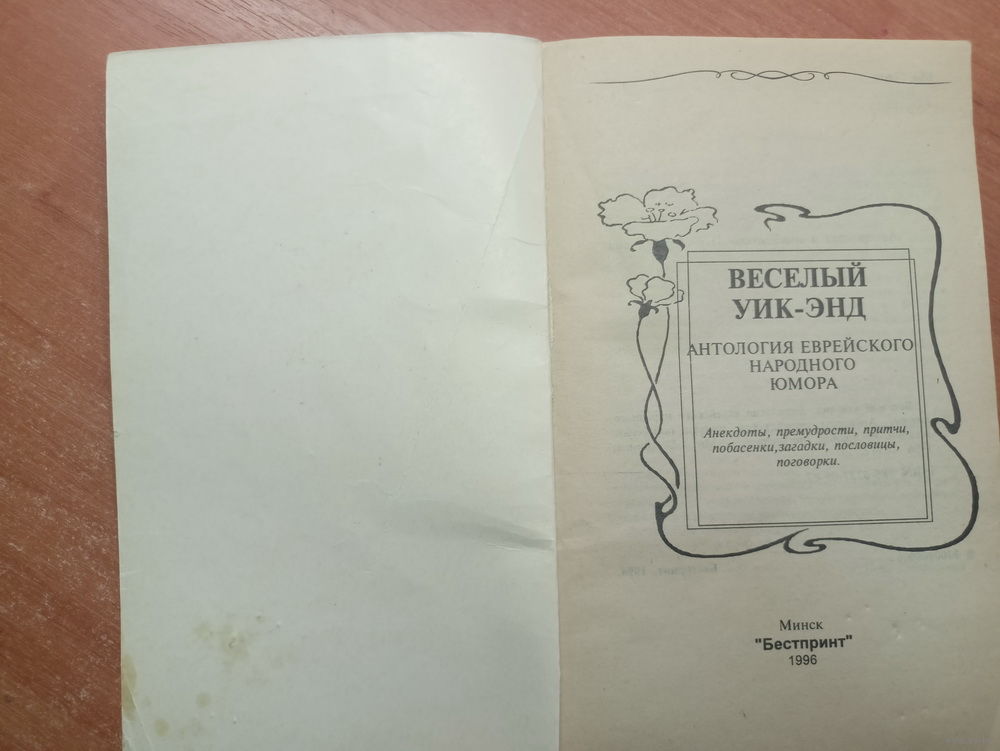 ВЕСЕЛЫЙ
УИК-ЭНД
АНТОЛОГИЯ ЕВРЕЙСКОГО
НАРОДНОГО
ЮМОРА
Анекдоты, премудрости, притчи,
побасенки,загадки, пословицы,
поговорки.
Минск
"Бестпринт"
1996